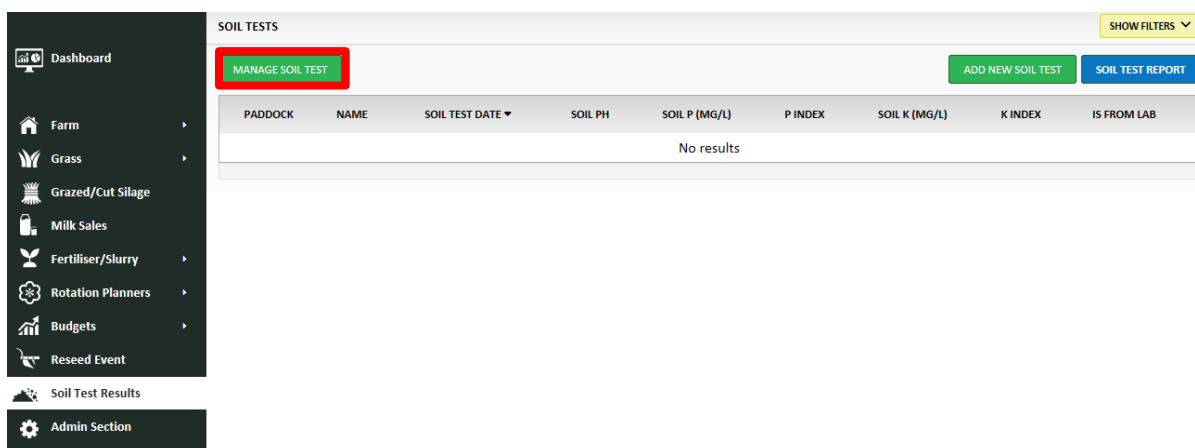 SOIL TESTS
SHOW FILTERS
Dashboard
MANAGE SOIL TEST
ADD NEW SOIL TEST
SOIL TEST REPORT
PADDOCK NAME SOIL TEST DATE SOIL PH SOIL P (MG/L) P INDEX SOIL K (MG/L) K INDEX IS FROM LAB
No results
Farm
Grass
Grazed/Cut Silage
Milk Sales
Fertiliser/Slurry
Rotation Planners
Budgets
Reseed Event
Soil Test Results
Admin Section